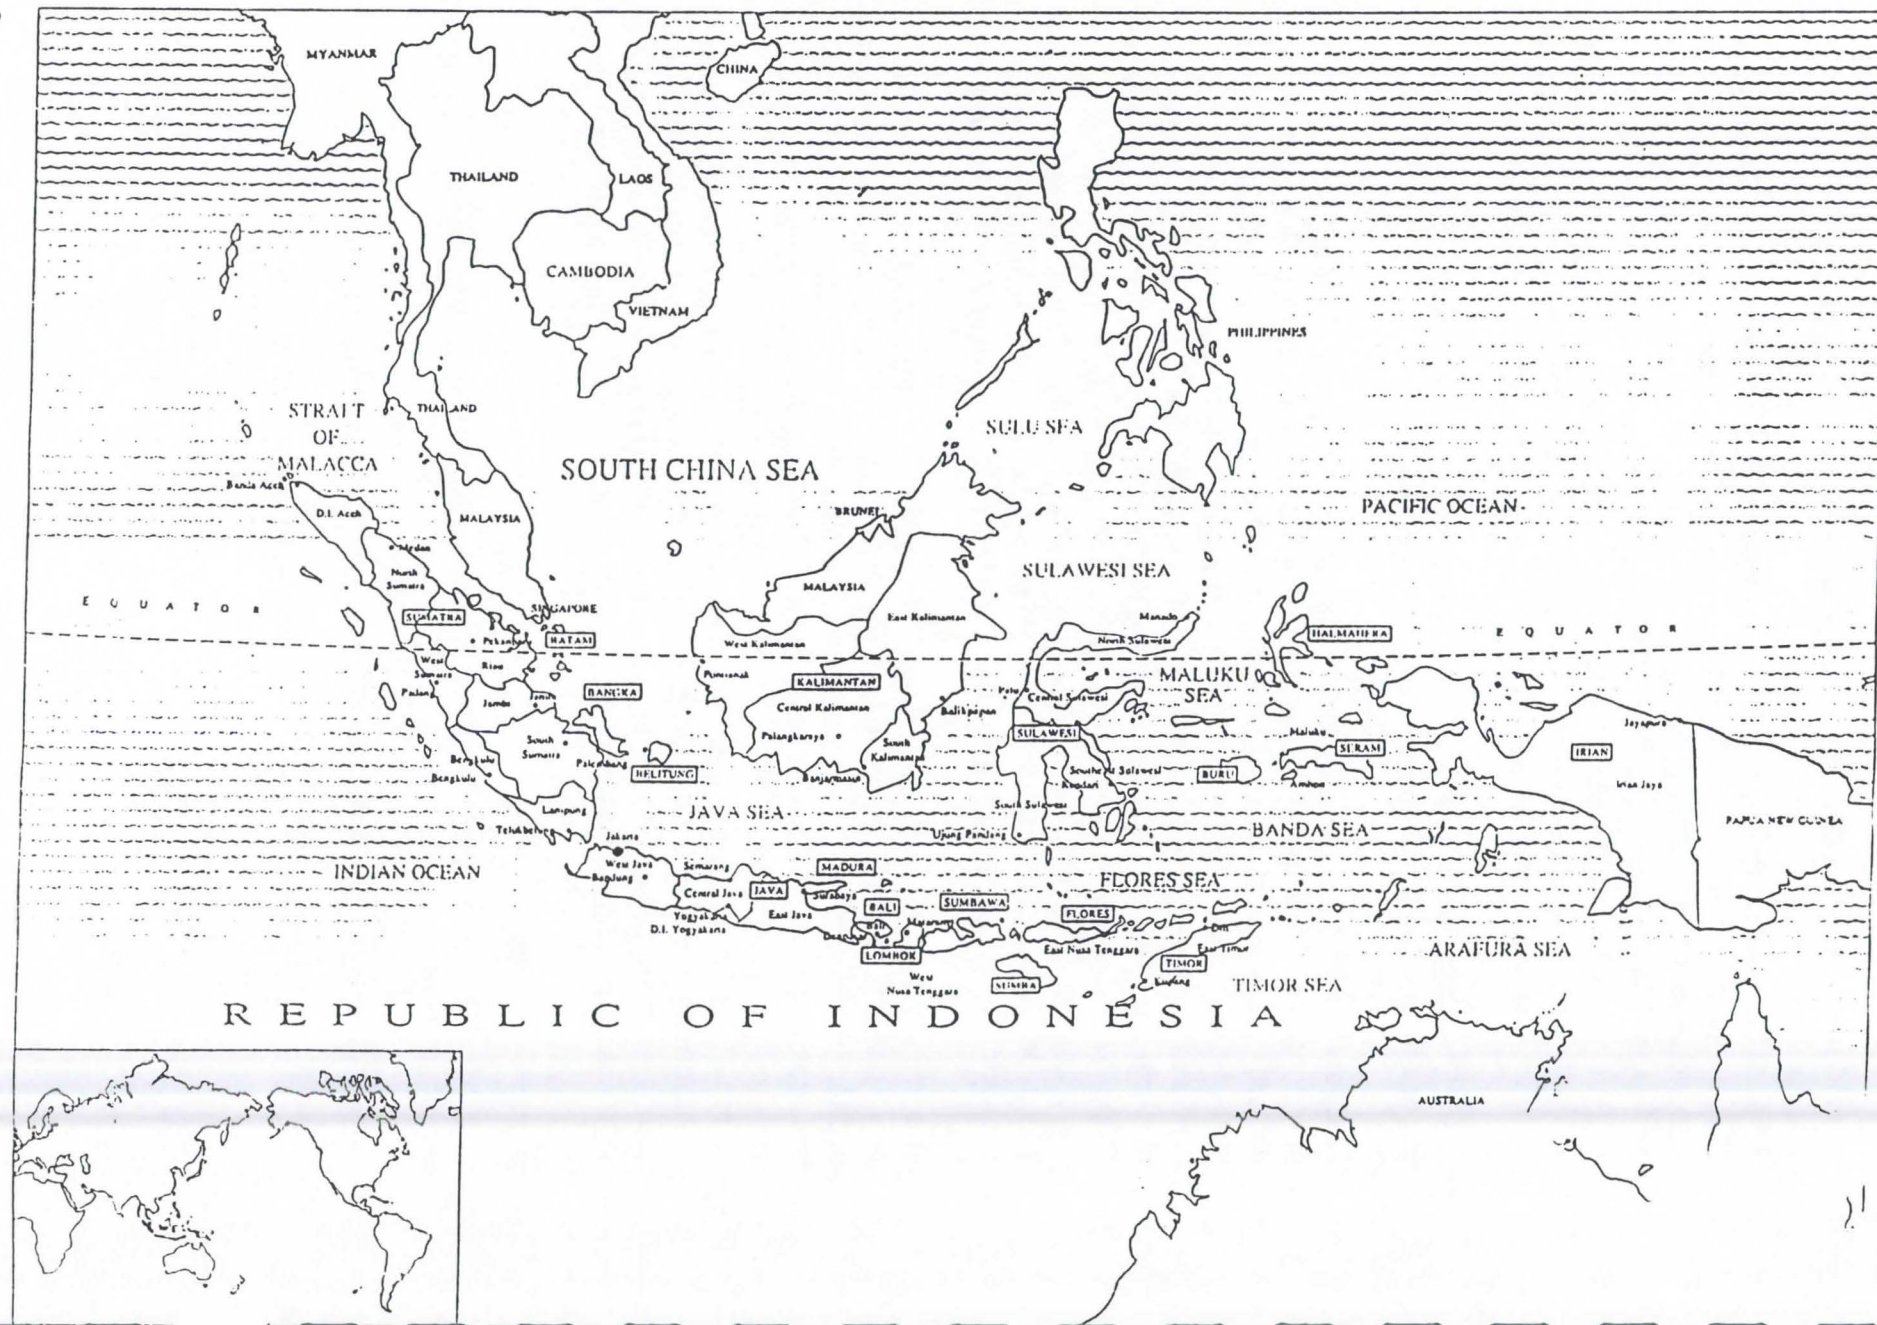 MYANMAR
CHINA
THAILAND
LAOS
CAMBODIA
VIETNAM
PHILIPPINES
STRAIT
OF
MALACCA
THAILAND
SULU SEA
SOUTH CHINA SEA
Banda Aceh
D.I. Aceh
MALAYSIA
BRUNEI
PACIFIC OCEAN
Medan
North
Sumatra
MALAYSIA
SULAWESI SEA
EQUATOR
SUMATRA
SINGAPORE
BATAM
Pekanbaru
East Kalimantan
Manado
North Sulawesi
HALMAHERA
EQUATOR
West Kalimantan
West
Sumatra
Riau
Padang
Pontianak
KALIMANTAN
MALUKU
SEA
BANGKA
Jambi
Jambi
Palu
Central Sulawesi
Central Kalimantan
Balikpapan
South
Sumatra
Palangkaraya
South
Kalimantan
SULAWESI
Maluku
SERAM
IRIAN
Jayapura
Bengkulu
Bengkulu
Palembang
BELITUNG
Banjarmasin
Southeast Sulawesi
Kendari
BURU
Ambon
Irian Jaya
Lampung
JAVA SEA
South Sulawesi
Ujung Pandang
BANDA SEA
PAPUA NEW GUINEA
Jakarta
INDIAN OCEAN
West Java
Bandung
Semarang
Central Java
JAVA
MADURA
Surabaya
FLORES SEA
BALI
SUMBAWA
FLORES
Yogyakarta
D.I. Yogyakarta
East Java
Bali
Mataram
LOMBOK
East Nusa Tenggara
Dili
East Timor
ARAFURA SEA
TIMOR
Kupang
West
Nusa Tenggara
SUMBA
TIMOR SEA
REPUBLIC OF INDONESIA
AUSTRALIA